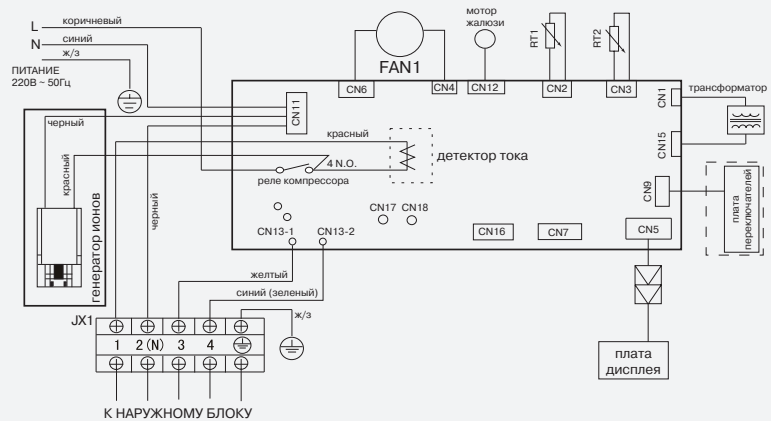 L
коричневый
N
синий
ж/з
ПИТАНИЕ
220В ~ 50Гц
FAN1
мотор
жалюзи
RT1
RT2
CN6
CN4
CN12
CN2
CN3
CN1
трансформатор
CN11
CN15
черный
красный
красный
детектор тока
4 N.O.
реле компрессора
CN9
плата
переключателей
генератор ионов
черный
CN17
CN18
CN13-1
CN13-2
CN16
CN7
CN5
желтый
синий (зеленый)
ж/з
JX1
1
2(N)
3
4
плата
дисплея
К НАРУЖНОМУ БЛОКУ